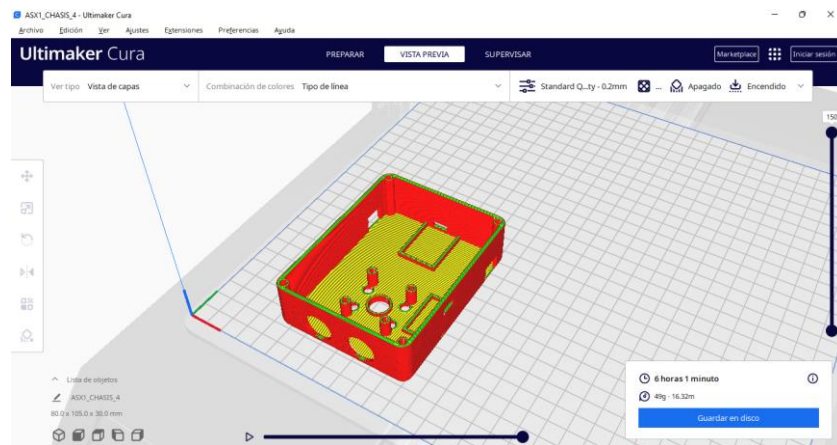 ASX1_CHASIS_4 - Ultimaker Cura
Archivo Edición Ver Ajustes Extensiones Preferencias Ayuda
Ultimaker Cura PREPARAR VISTA PREVIA SUPERVISAR Marketplace Iniciar sesión
Ver tipo Vista de capas Combinación de colores Tipo de línea Standard Q...ty - 0.2mm ... Apagado Encendido
150
Lista de objetos
ASX1_CHASIS_4
80.0 x 105.0 x 30.0 mm
6 horas 1 minuto
49g · 16.32m
Guardar en disco